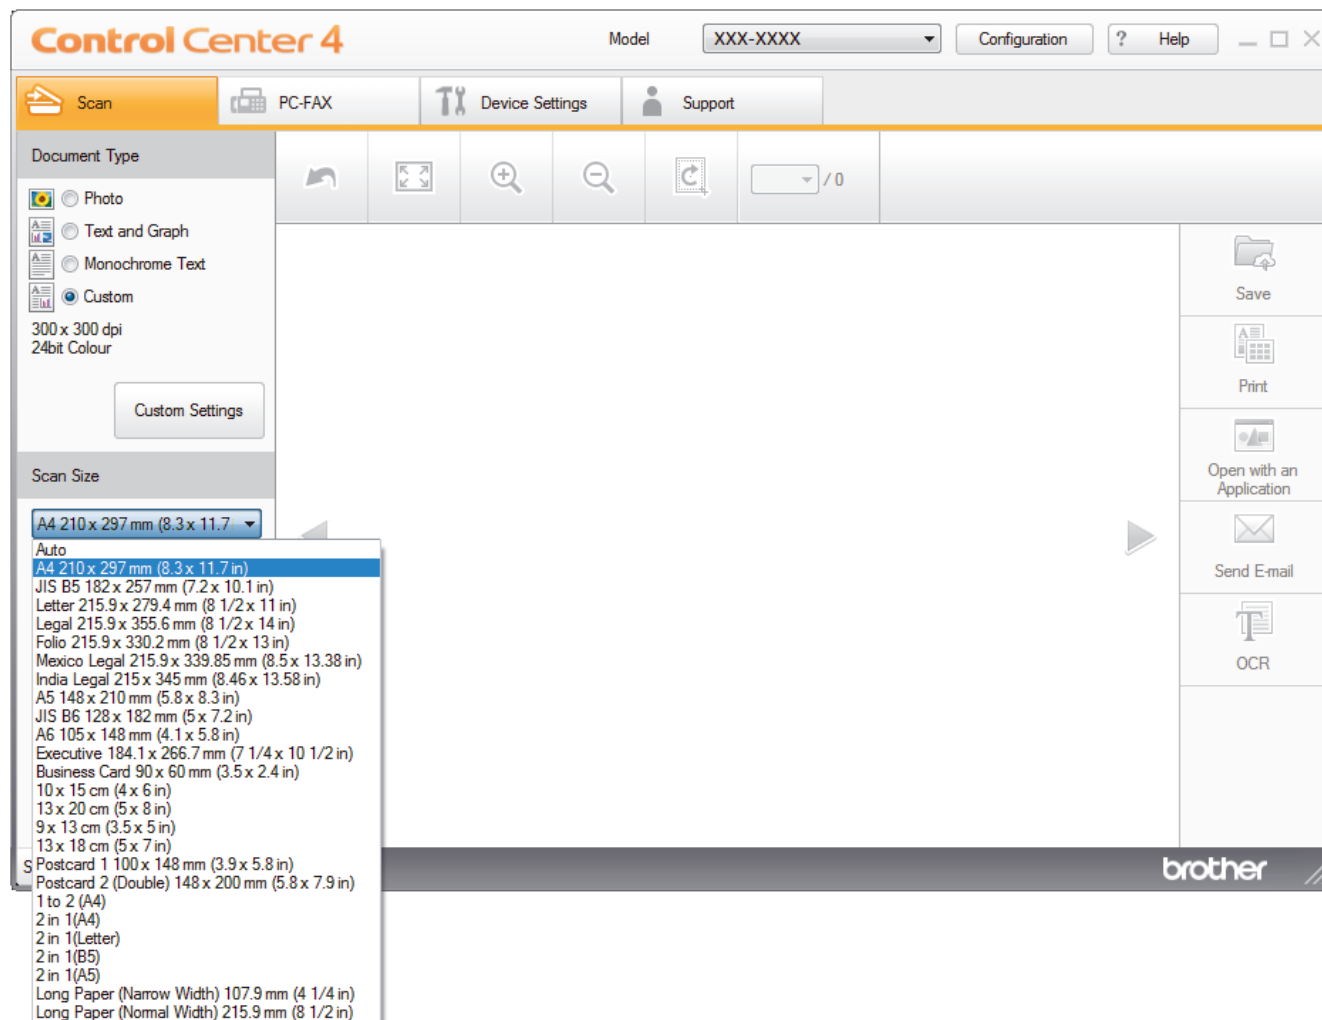 Control Center 4
Model
XXX-XXXX
Configuration
? Help
Scan
PC-FAX
Device Settings
Support
Document Type
Photo
Text and Graph
Monochrome Text
Custom
300 x 300 dpi
24bit Colour
Custom Settings
/ 0
Scan Size
A4 210 x 297 mm (8.3 x 11.7
Auto
A4 210 x 297 mm (8.3 x 11.7 in)
JIS B5 182 x 257 mm (7.2 x 10.1 in)
Letter 215.9 x 279.4 mm (8 1/2 x 11 in)
Legal 215.9 x 355.6 mm (8 1/2 x 14 in)
Folio 215.9 x 330.2 mm (8 1/2 x 13 in)
Mexico Legal 215.9 x 339.85 mm (8.5 x 13.38 in)
India Legal 215 x 345 mm (8.46 x 13.58 in)
A5 148 x 210 mm (5.8 x 8.3 in)
JIS B6 128 x 182 mm (5 x 7.2 in)
A6 105 x 148 mm (4.1 x 5.8 in)
Executive 184.1 x 266.7 mm (7 1/4 x 10 1/2 in)
Business Card 90 x 60 mm (3.5 x 2.4 in)
10 x 15 cm (4 x 6 in)
13 x 20 cm (5 x 8 in)
9 x 13 cm (3.5 x 5 in)
13 x 18 cm (5 x 7 in)
Postcard 1 100 x 148 mm (3.9 x 5.8 in)
Postcard 2 (Double) 148 x 200 mm (5.8 x 7.9 in)
1 to 2 (A4)
2 in 1(A4)
2 in 1(Letter)
2 in 1(B5)
2 in 1(A5)
Long Paper (Narrow Width) 107.9 mm (4 1/4 in)
Long Paper (Normal Width) 215.9 mm (8 1/2 in)
Save
Print
Open with an
Application
Send E-mail
OCR
brother